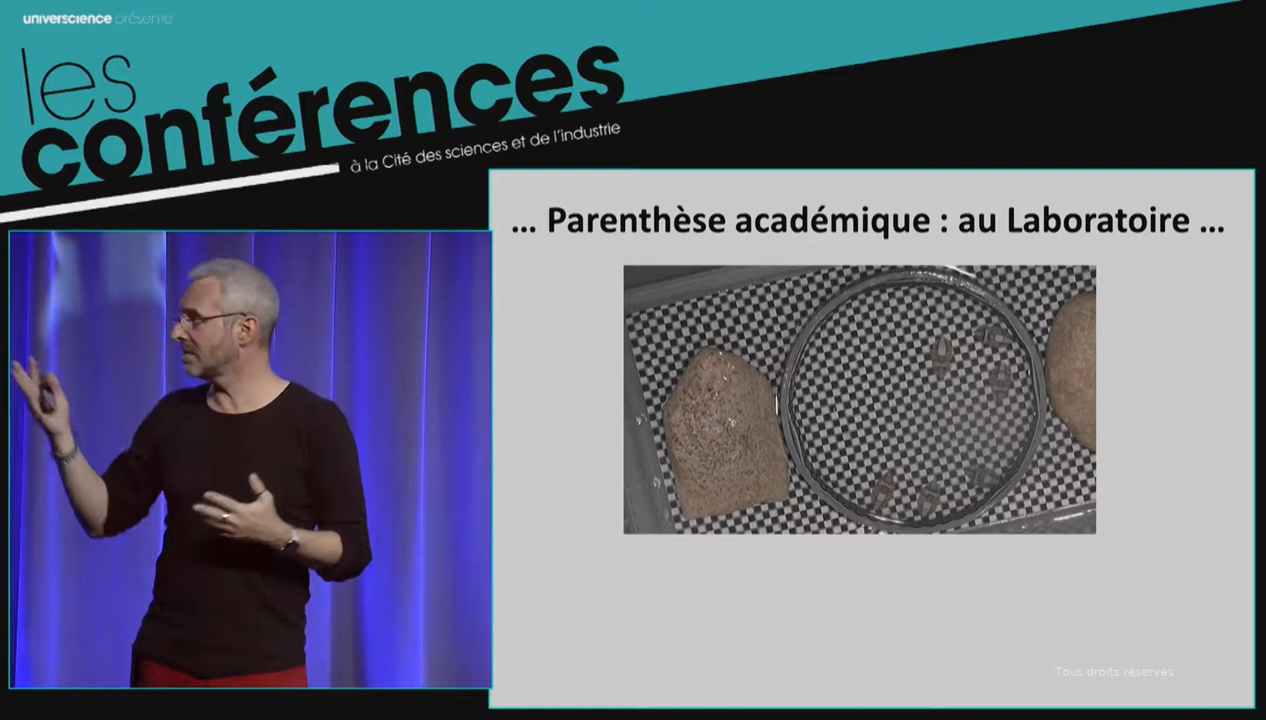 universcience présente
les
conférences
à la Cité des sciences et de l'industrie
... Parenthèse académique : au Laboratoire ...
Tous droits réservés